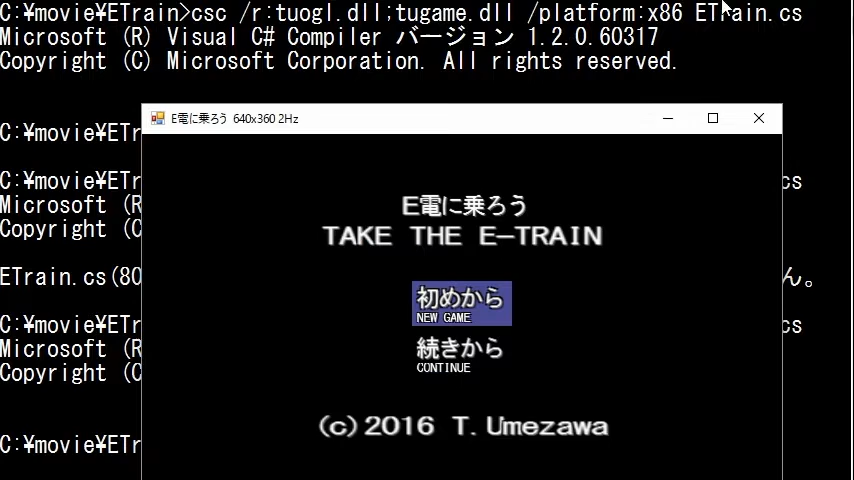 C:¥movie¥ETrain>csc /r:tuogl.dll;tugame.dll /platform:x86 ETrain.cs
Microsoft (R) Visual C# Compiler バージョン 1.2.0.60317
Copyright (C) Microsoft Corporation. All rights reserved.
E電に乗ろう 640x360 2Hz
C:¥movie¥ETr
C:¥movie¥ETr cs
Microsoft (R
Copyright (C
E電に乗ろう
TAKE THE E-TRAIN
ETrain.cs(80 ん。
初めから
NEW GAME
C:¥movie¥ETr cs
Microsoft (R
続きから
CONTINUE
Copyright (C
(c)2016 T.Umezawa
C:¥movie¥ETr